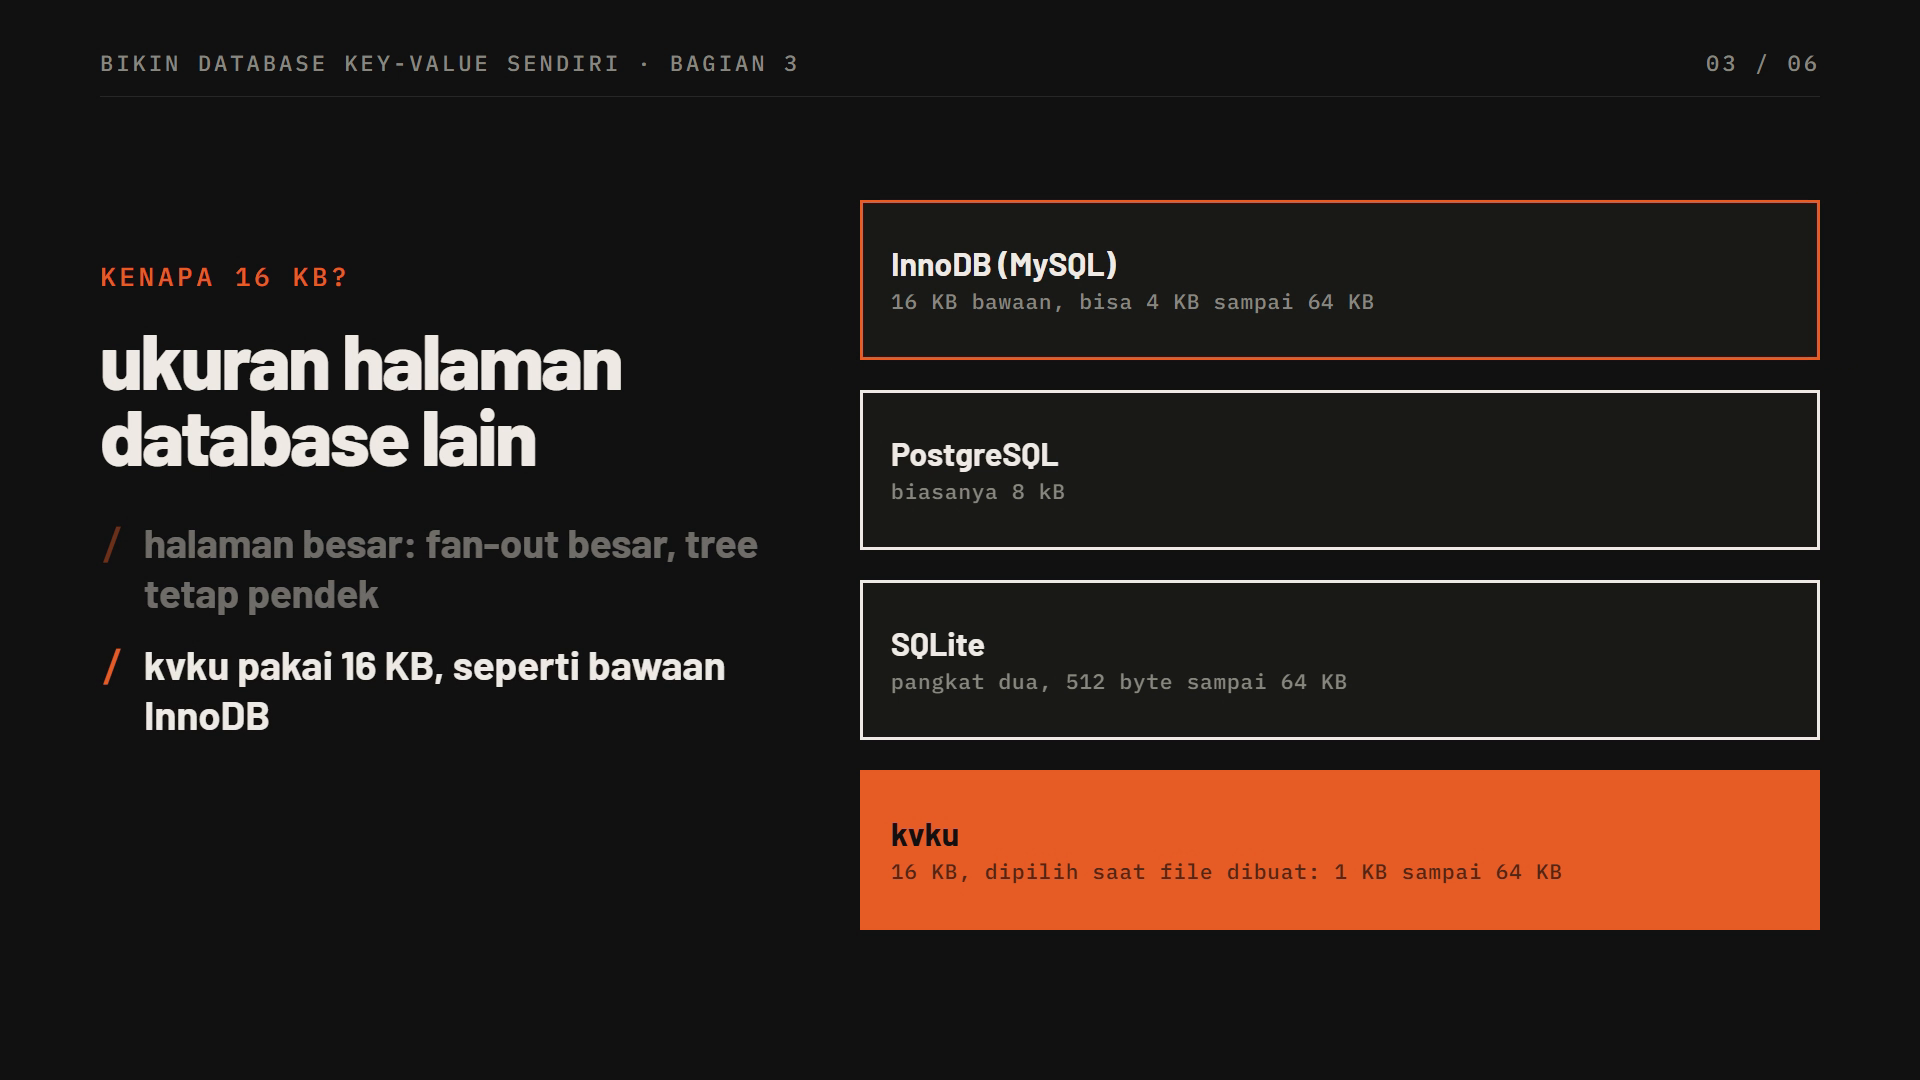 BIKIN DATABASE KEY-VALUE SENDIRI · BAGIAN 3
03 / 06
KENAPA 16 KB?
ukuran halaman
database lain
/ halaman besar: fan-out besar, tree
tetap pendek
/ kvku pakai 16 KB, seperti bawaan
InnoDB
InnoDB (MySQL)
16 KB bawaan, bisa 4 KB sampai 64 KB
PostgreSQL
biasanya 8 kB
SQLite
pangkat dua, 512 byte sampai 64 KB
kvku
16 KB, dipilih saat file dibuat: 1 KB sampai 64 KB